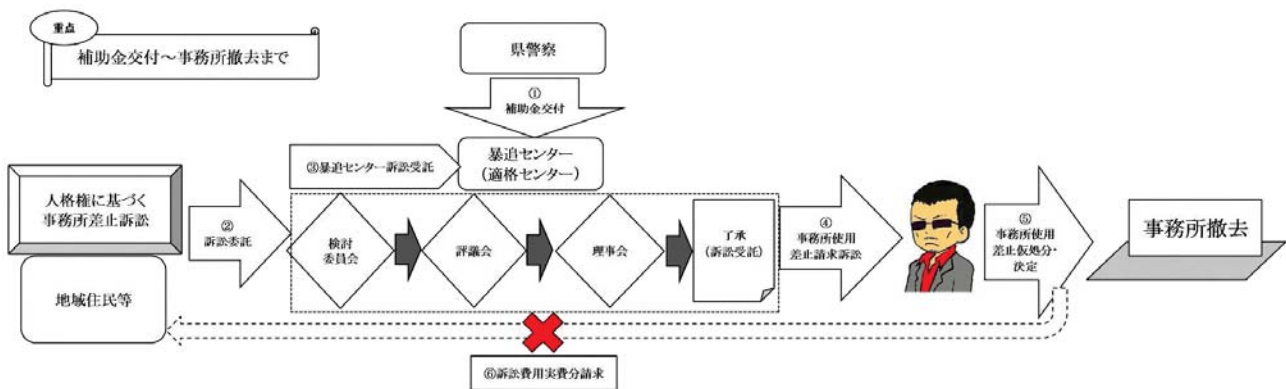 重点
補助金交付～事務所撤去まで
県警察
①
補助金交付
暴追センター
(適格センター)
③暴追センター訴訟受託
人格権に基づく
事務所差止訴訟
地域住民等
②
訴訟委託
検討
委員会
評議会
理事会
了承
(訴訟受託)
④
事務所使用
差止請求訴訟
⑤
事務所使用
差止仮処分・
決定
事務所撤去
⑥訴訟費用実費分請求